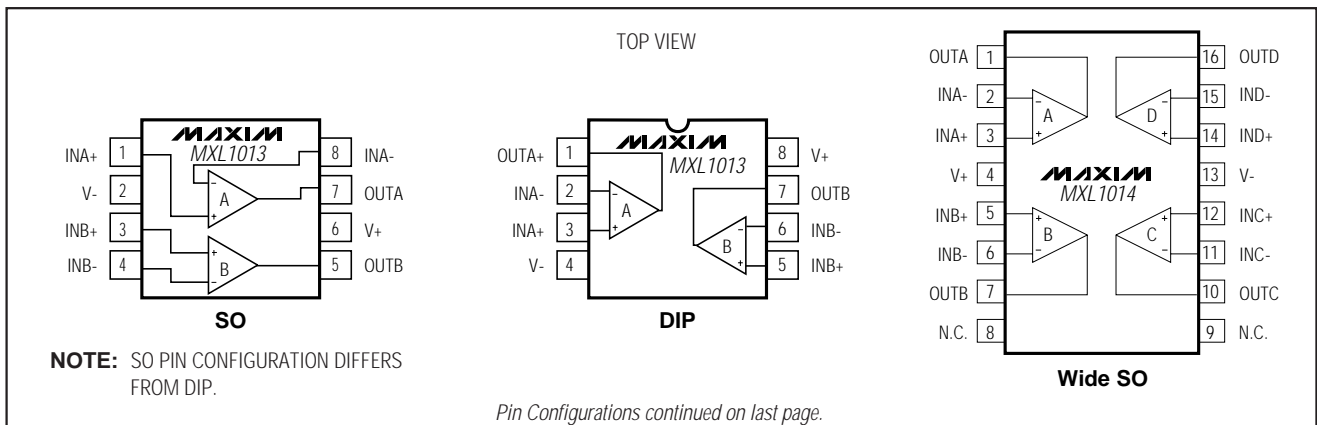 TOP VIEW
MAXIM
MXL1013
INA+ 1
V- 2
INB+ 3
INB- 4
8 INA-
7 OUTA
6 V+
5 OUTB
- A +
+ B -
SO
NOTE: SO PIN CONFIGURATION DIFFERS
FROM DIP.
MAXIM
MXL1013
OUTA+ 1
INA- 2
INA+ 3
V- 4
8 V+
7 OUTB
6 INB-
5 INB+
- A +
- B +
DIP
OUTA 1
INA- 2
INA+ 3
V+ 4
INB+ 5
INB- 6
OUTB 7
N.C. 8
16 OUTD
15 IND-
14 IND+
13 V-
12 INC+
11 INC-
10 OUTC
9 N.C.
- A +
- D +
MAXIM
MXL1014
+ B -
+ C -
Wide SO
Pin Configurations continued on last page.